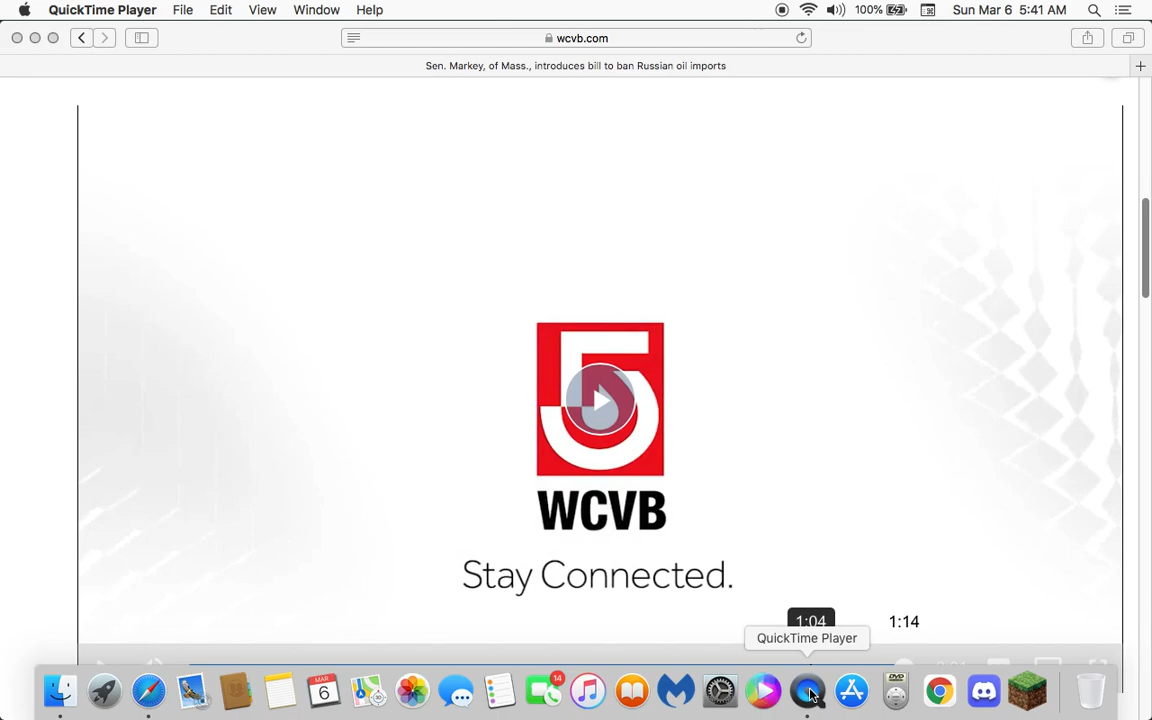 QuickTime Player File Edit View Window Help 100% Sun Mar 6 5:41 AM
wcvb.com
Sen. Markey, of Mass., introduces bill to ban Russian oil imports
5
WCVB
Stay Connected.
1:04 1:14
QuickTime Player
MAR
6
14